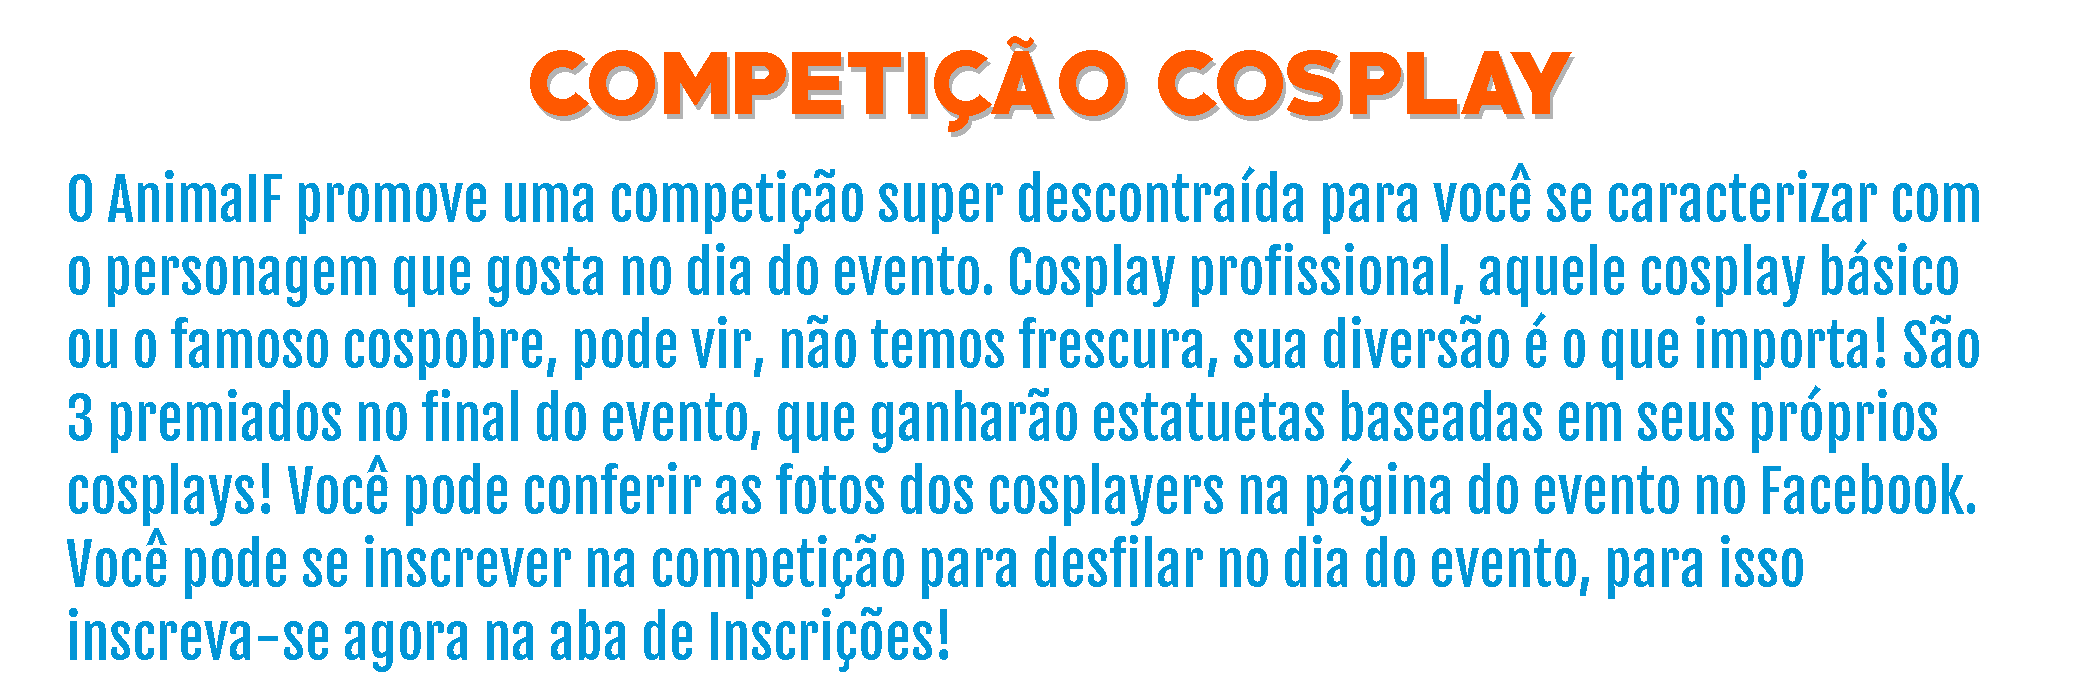 COMPETIÇÃO COSPLAY
O AnimaIF promove uma competição super descontraída para você se caracterizar com
o personagem que gosta no dia do evento. Cosplay profissional, aquele cosplay básico
ou o famoso cospobre, pode vir, não temos frescura, sua diversão é o que importa! São
3 premiados no final do evento, que ganharão estatuetas baseadas em seus próprios
cosplays! Você pode conferir as fotos dos cosplayers na página do evento no Facebook.
Você pode se inscrever na competição para desfilar no dia do evento, para isso
inscreva-se agora na aba de Inscrições!